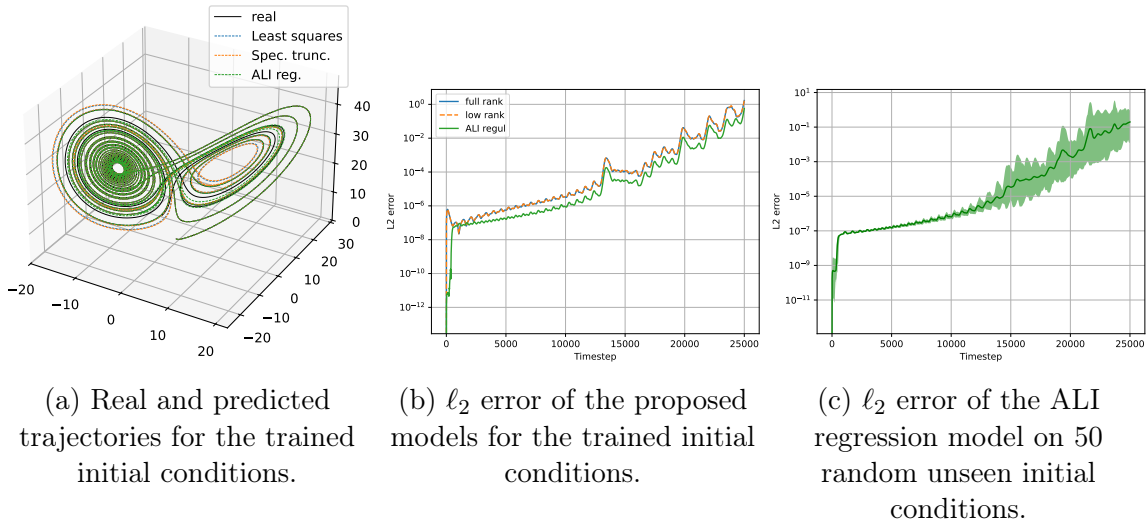 real
Least squares
Spec. trunc.
ALI reg.
40
30
20
10
0
−20
−10
0
10
20
−20
−10
0
10
20
30
full rank
low rank
ALI regul
L2 error
10⁰
10⁻²
10⁻⁴
10⁻⁶
10⁻⁸
10⁻¹⁰
10⁻¹²
0 5000 10000 15000 20000 25000
Timestep
L2 error
10¹
10⁻¹
10⁻³
10⁻⁵
10⁻⁷
10⁻⁹
10⁻¹¹
0 5000 10000 15000 20000 25000
Timestep
(a) Real and predicted
trajectories for the trained
initial conditions.
(b) ℓ₂ error of the proposed
models for the trained initial
conditions.
(c) ℓ₂ error of the ALI
regression model on 50
random unseen initial
conditions.